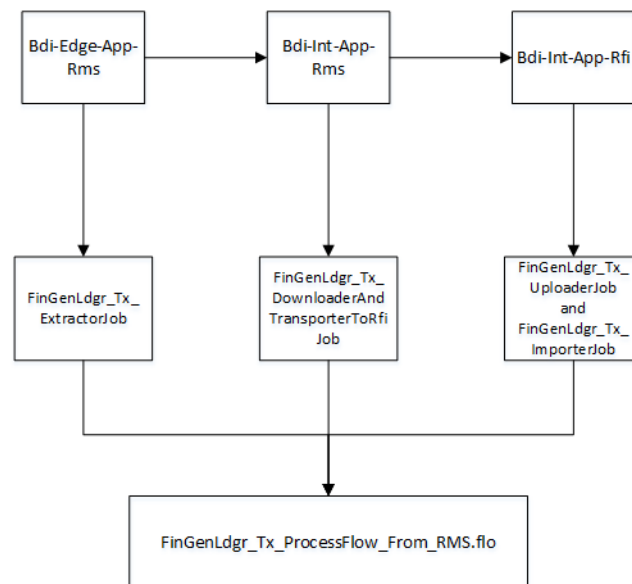 Bdi-Edge-App-
Rms
Bdi-Int-App-
Rms
Bdi-Int-App-Rfi
FinGenLdgr_Tx_
ExtractorJob
FinGenLdgr_Tx_
DownloaderAnd
TransporterToRfi
Job
FinGenLdgr_Tx_
UploaderJob
and
FinGenLdgr_Tx_
ImporterJob
FinGenLdgr_Tx_ProcessFlow_From_RMS.flo